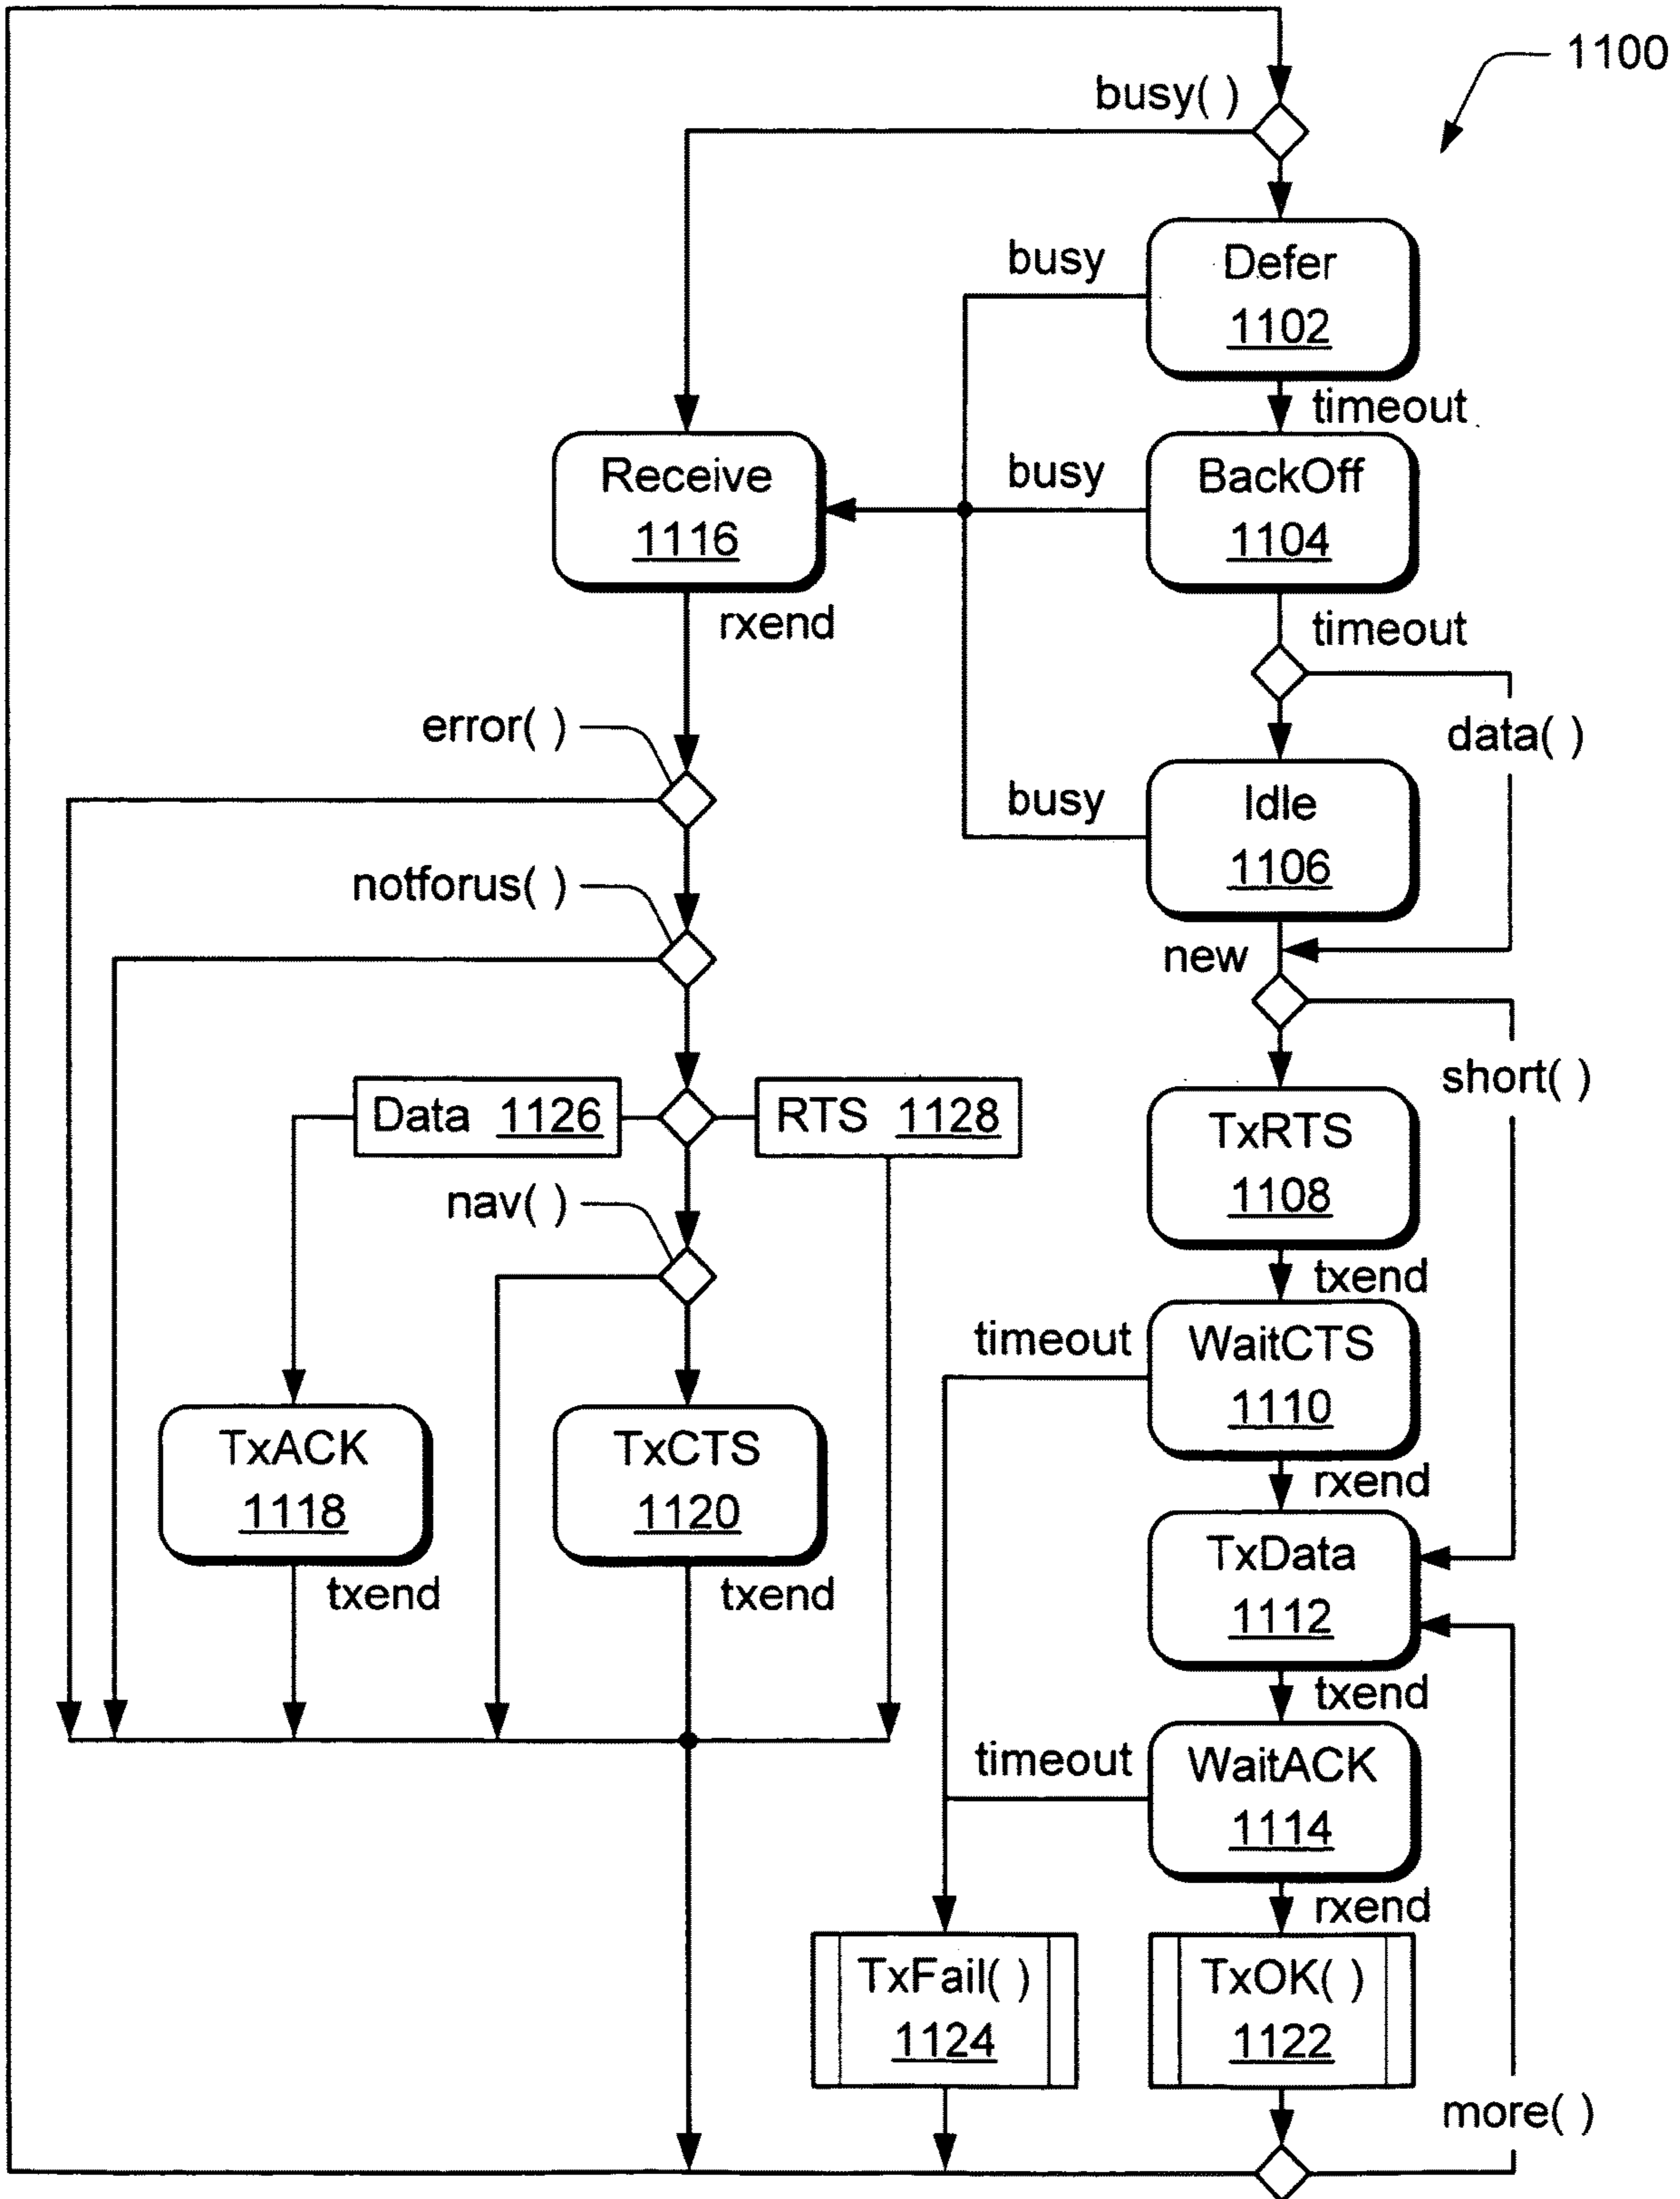 1100
busy( )
busy
Defer
1102
timeout
Receive
1116
busy
BackOff
1104
rxend
timeout
error( )
data( )
busy
Idle
1106
notforus( )
new
Data 1126
RTS 1128
short( )
TxRTS
1108
nav( )
txend
timeout
WaitCTS
1110
TxACK
1118
TxCTS
1120
rxend
TxData
1112
txend
txend
txend
timeout
WaitACK
1114
rxend
TxFail( )
1124
TxOK( )
1122
more( )